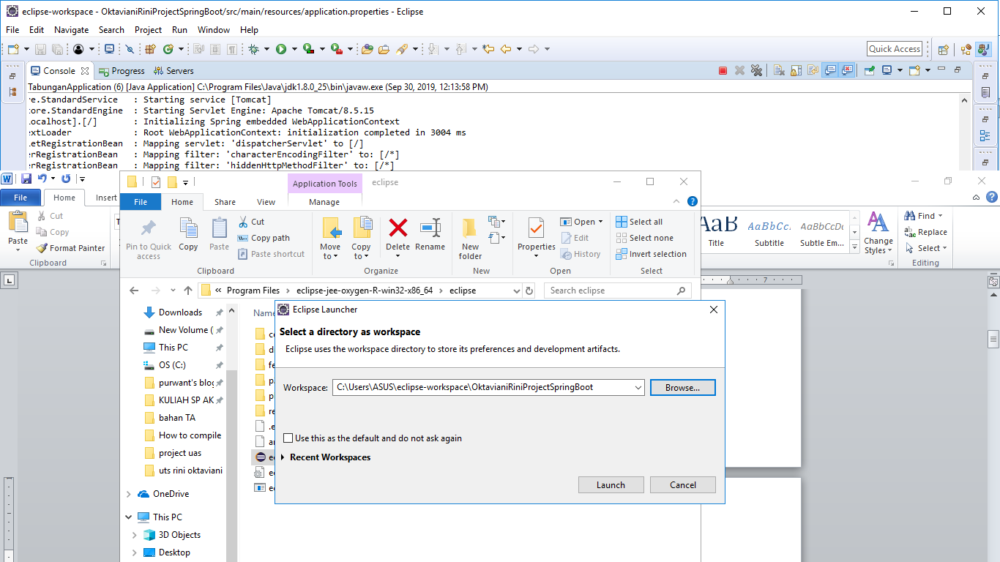 eclipse-workspace - OktavianiRiniProjectSpringBoot/src/main/resources/application.properties - Eclipse
File Edit Navigate Search Project Run Window Help
Quick Access
Console Progress Servers
TabunganApplication (6) [Java Application] C:\Program Files\Java\jdk1.8.0_25\bin\javaw.exe (Sep 30, 2019, 12:13:58 PM)
re.StandardService : Starting service [Tomcat]
ore.StandardEngine : Starting Servlet Engine: Apache Tomcat/8.5.15
localhost].[/] : Initializing Spring embedded WebApplicationContext
extLoader : Root WebApplicationContext: initialization completed in 3004 ms
letRegistrationBean : Mapping servlet: 'dispatcherServlet' to [/]
erRegistrationBean : Mapping filter: 'characterEncodingFilter' to: [/*]
erRegistrationBean : Mapping filter: 'hiddenHttpMethodFilter' to: [/*]
File Home Insert
Paste
Cut
Copy
Format Painter
Clipboard
Application Tools eclipse
File Home Share View Manage
Pin to Quick access
Copy
Paste
Cut
Copy path
Paste shortcut
Clipboard
Move to
Copy to
Delete
Rename
Organize
New folder
New
Properties
Open
Edit
History
Open
Select all
Select none
Invert selection
Select
AaB AaBbCc. AaBbCcDc
Title Subtitle Subtle Em...
Change Styles
Find
Replace
Select
Editing
L
7
« Program Files > eclipse-jee-oxygen-R-win32-x86_64 > eclipse
Search eclipse
Downloads
New Volume (
This PC
OS (C:)
purwant's blog
KULIAH SP AK
bahan TA
How to compile
project uas
uts rini oktaviani
OneDrive
This PC
3D Objects
Desktop
Name
Eclipse Launcher
Select a directory as workspace
Eclipse uses the workspace directory to store its preferences and development artifacts.
Workspace: C:\Users\ASUS\eclipse-workspace\OktavianiRiniProjectSpringBoot Browse...
Use this as the default and do not ask again
Recent Workspaces
Launch Cancel